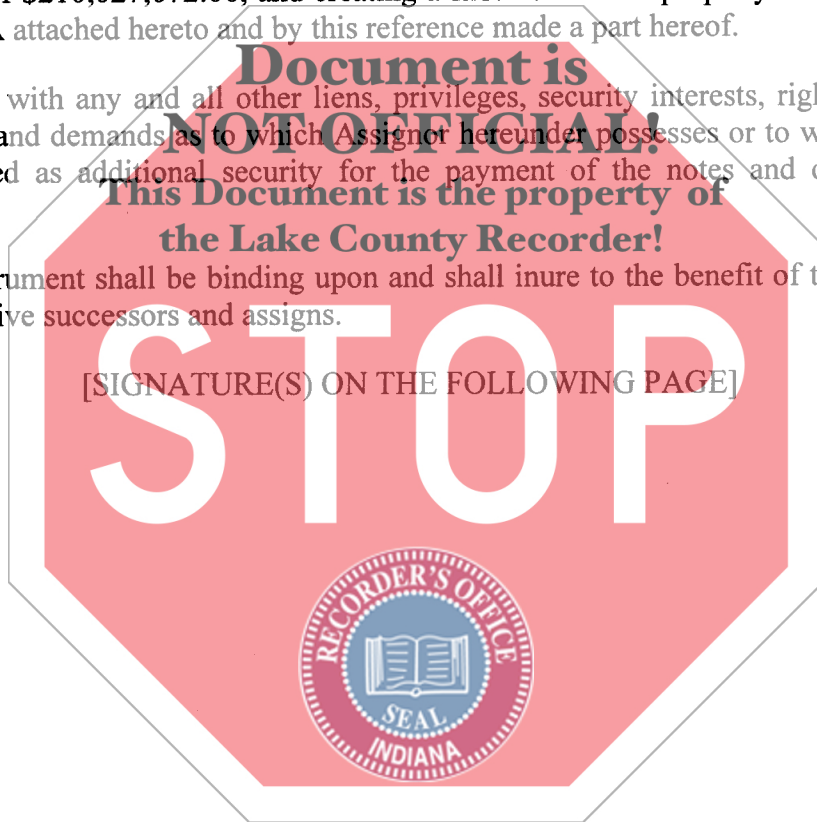 attached hereto and by this reference made a part hereof.
Document is
with any and all other liens, privileges, security interests,
NOT OFFICIAL!
and demands as to which Assignor hereunder possesses or to
as additional security for the payment of the notes and
This Document is the property of
the Lake County Recorder!
shall be binding upon and shall inure to the benefit of
successors and assigns.
STOP
[SIGNATURE(S) ON THE FOLLOWING PAGE]
RECORDER'S OFFICE
SEAL
INDIANA